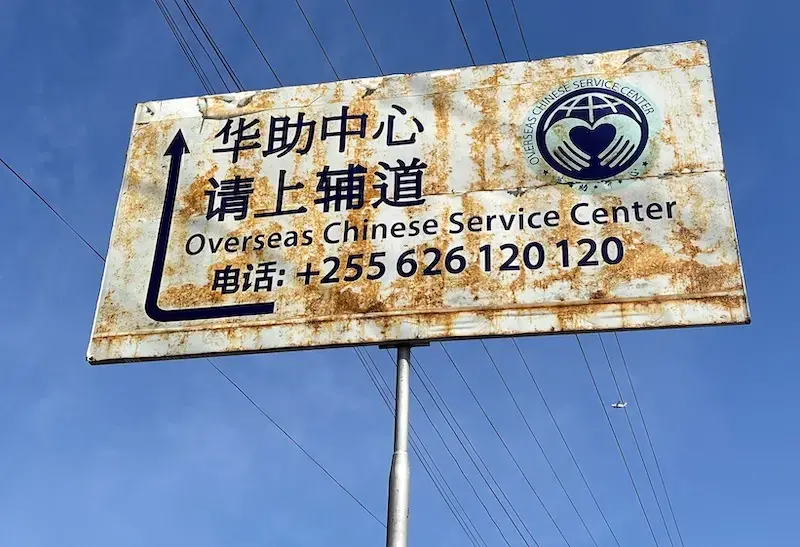 华助中心
请上辅道
Overseas Chinese Service Center
电话: +255 626 120 120
OVERSEAS CHINESE SERVICE CENTER